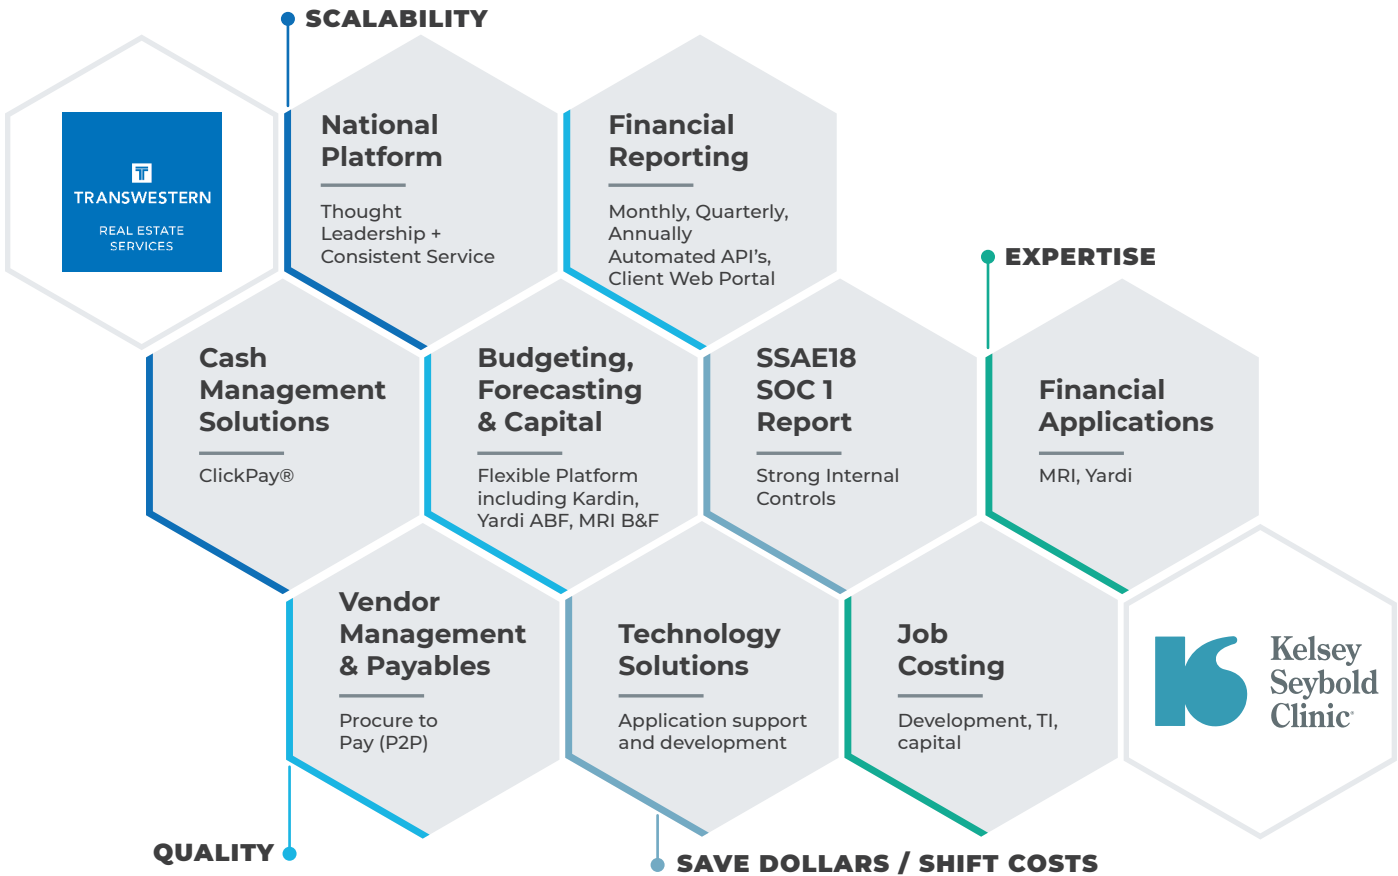 SCALABILITY
TRANSWESTERN
REAL ESTATE
SERVICES
National
Platform
Thought
Leadership +
Consistent Service
Financial
Reporting
Monthly, Quarterly,
Annually
Automated API's,
Client Web Portal
EXPERTISE
Cash
Management
Solutions
ClickPay®
Budgeting,
Forecasting
& Capital
Flexible Platform
including Kardin,
Yardi ABF, MRI B&F
SSAE18
SOC 1
Report
Strong Internal
Controls
Financial
Applications
MRI, Yardi
Vendor
Management
& Payables
Procure to
Pay (P2P)
Technology
Solutions
Application support
and development
Job
Costing
Development, TI,
capital
Kelsey
Seybold
Clinic
QUALITY
SAVE DOLLARS / SHIFT COSTS